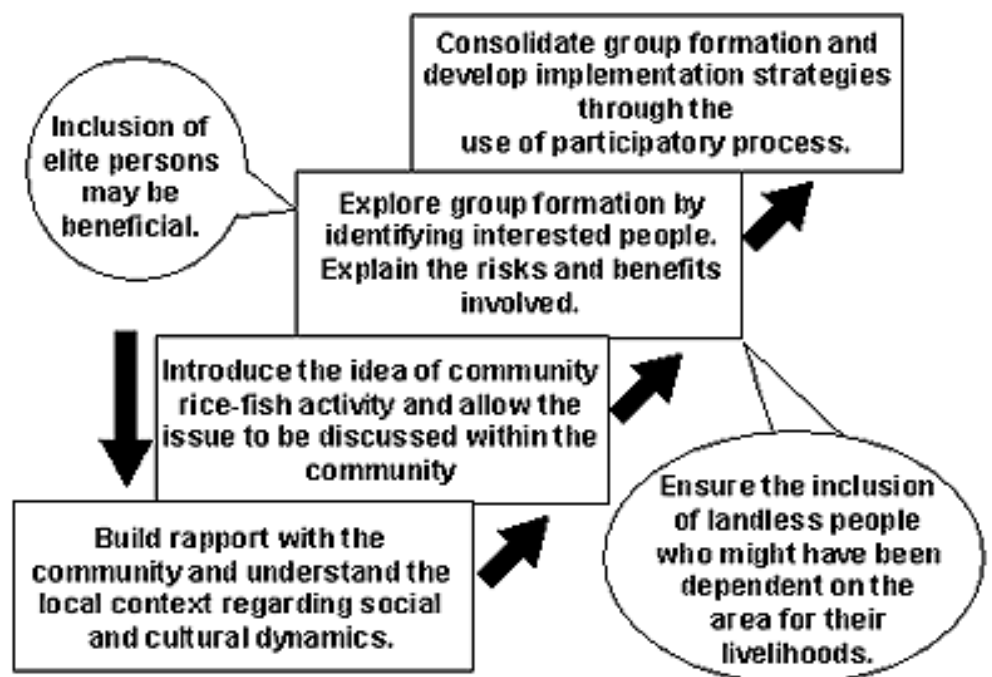 Consolidate group formation and
develop implementation strategies
through the
use of participatory process.
Inclusion of
elite persons
may be
beneficial.
Explore group formation by
identifying interested people.
Explain the risks and benefits
involved.
Introduce the idea of community
rice-fish activity and allow the
issue to be discussed within the
community
Ensure the inclusion
of landless people
who might have been
dependent on the
area for their
livelihoods.
Build rapport with the
community and understand the
local context regarding social
and cultural dynamics.